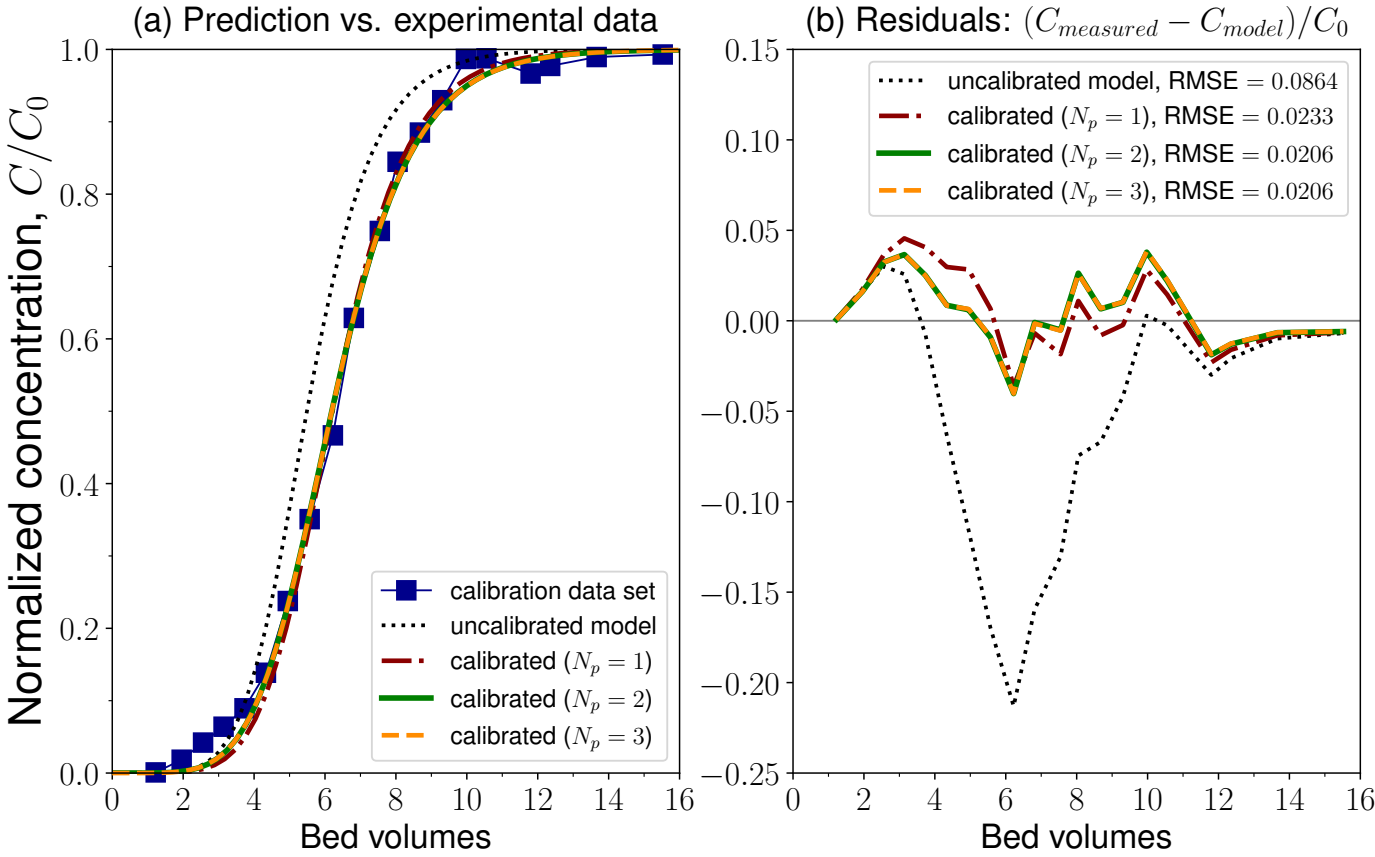 (a) Prediction vs. experimental data
Normalized concentration, C/C_0
1.0
0.8
0.6
0.4
0.2
0.0
calibration data set
uncalibrated model
calibrated (N_p = 1)
calibrated (N_p = 2)
calibrated (N_p = 3)
0 2 4 6 8 10 12 14 16
Bed volumes
(b) Residuals: (C_measured − C_model)/C_0
0.15
0.10
0.05
0.00
−0.05
−0.10
−0.15
−0.20
−0.25
uncalibrated model, RMSE = 0.0864
calibrated (N_p = 1), RMSE = 0.0233
calibrated (N_p = 2), RMSE = 0.0206
calibrated (N_p = 3), RMSE = 0.0206
0 2 4 6 8 10 12 14 16
Bed volumes